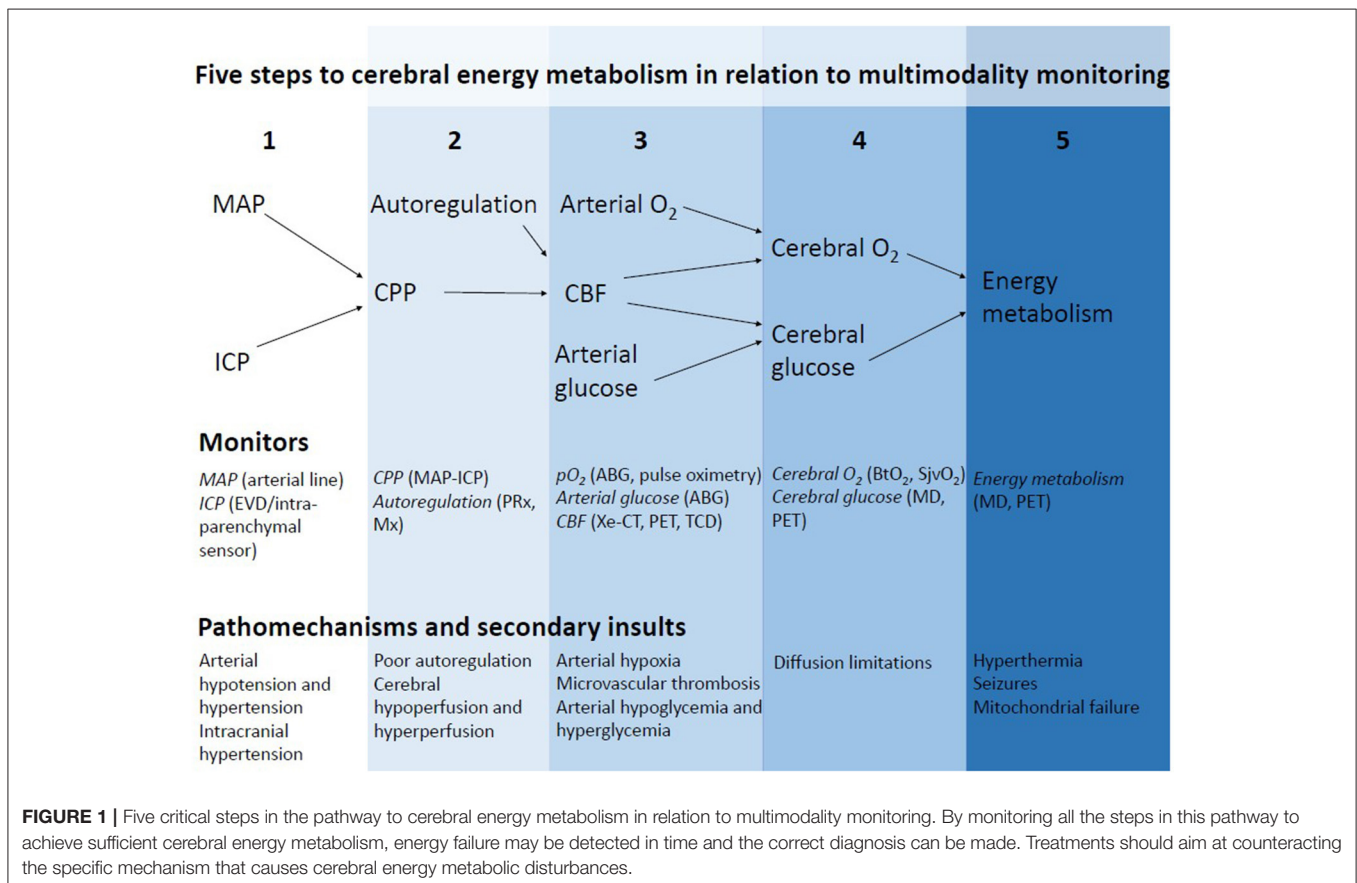 Five steps to cerebral energy metabolism in relation to multimodality monitoring
1 2 3 4 5
MAP Autoregulation Arterial O₂
Cerebral O₂
CPP CBF Energy
metabolism
Cerebral
glucose
ICP Arterial
glucose
Monitors
MAP (arterial line)
ICP (EVD/intra-
parenchymal
sensor)
CPP (MAP-ICP)
Autoregulation (PRx,
Mx)
pO₂ (ABG, pulse oximetry)
Arterial glucose (ABG)
CBF (Xe-CT, PET, TCD)
Cerebral O₂ (BtO₂, SjvO₂)
Cerebral glucose (MD,
PET)
Energy metabolism
(MD, PET)
Pathomechanisms and secondary insults
Arterial
hypotension and
hypertension
Intracranial
hypertension
Poor autoregulation
Cerebral
hypoperfusion and
hyperperfusion
Arterial hypoxia
Microvascular thrombosis
Arterial hypoglycemia and
hyperglycemia
Diffusion limitations
Hyperthermia
Seizures
Mitochondrial failure
FIGURE 1 | Five critical steps in the pathway to cerebral energy metabolism in relation to multimodality monitoring. By monitoring all the steps in this pathway to
achieve sufficient cerebral energy metabolism, energy failure may be detected in time and the correct diagnosis can be made. Treatments should aim at counteracting
the specific mechanism that causes cerebral energy metabolic disturbances.